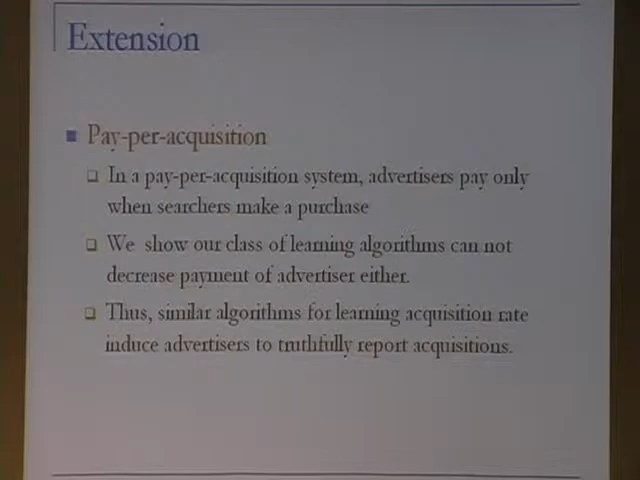 Extension
Pay-per-acquisition
In a pay-per-acquisition system, advertisers pay only
when searchers make a purchase
We show our class of learning algorithms can not
decrease payment of advertiser either.
Thus, similar algorithms for learning acquisition rate
induce advertisers to truthfully report acquisitions.